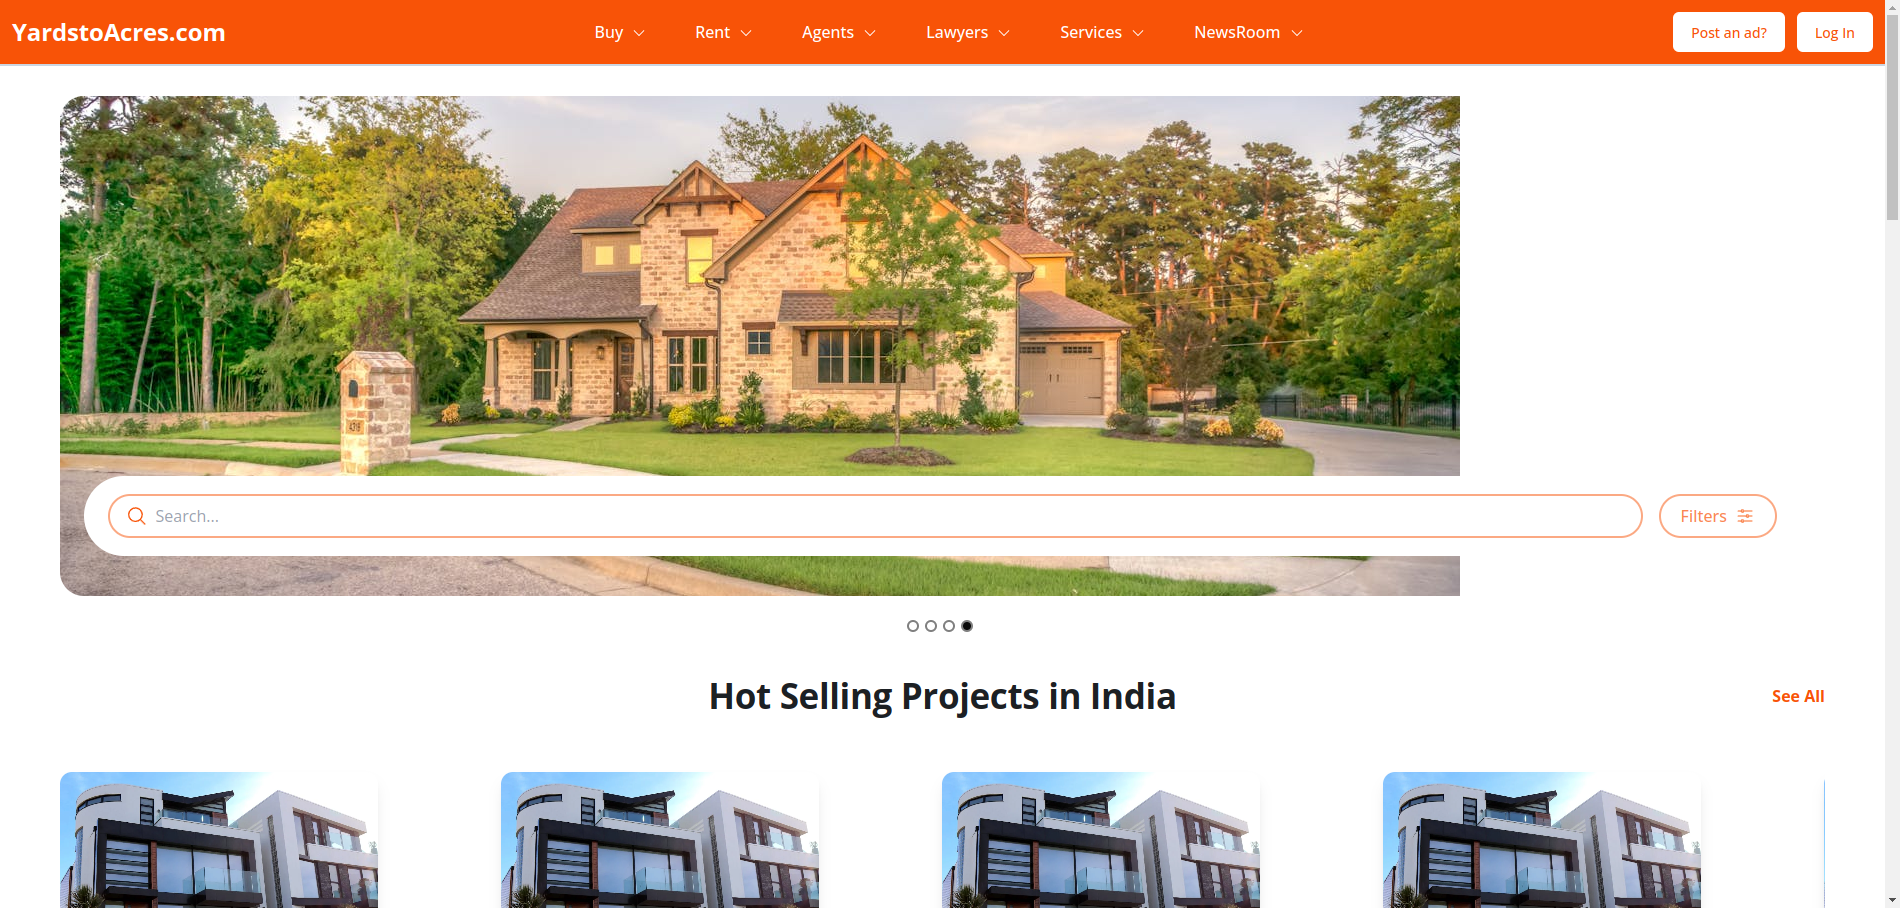 YardstoAcres.com
Buy
Rent
Agents
Lawyers
Services
NewsRoom
Post an ad?
Log In
4319
Search...
Filters
Hot Selling Projects in India
See All